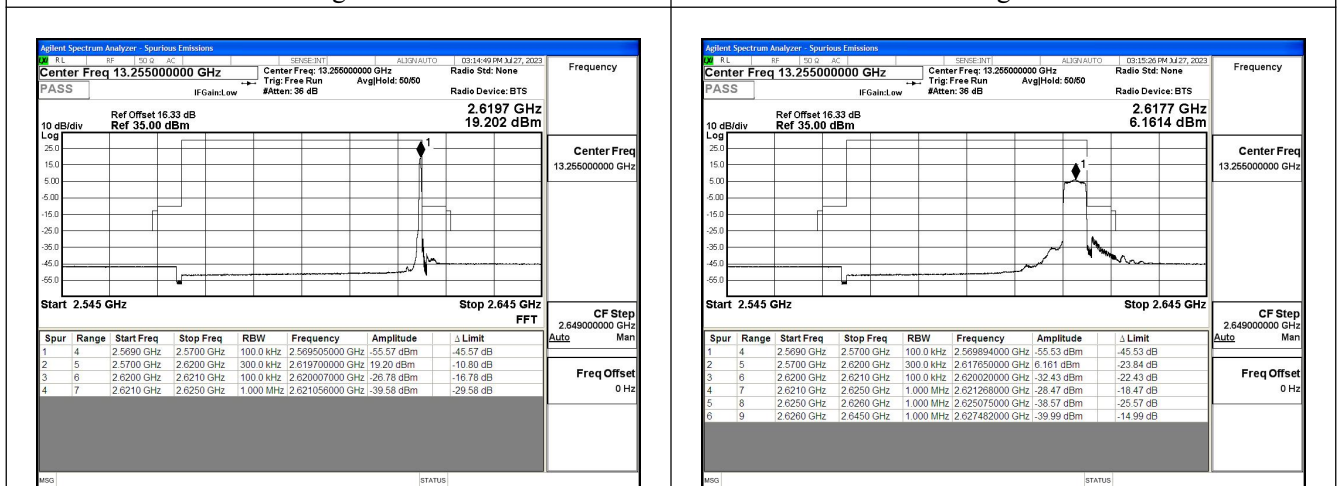 Agilent Spectrum Analyzer - Spurious Emissions
RL RF 50 Ω AC SENSE:INT ALIGN AUTO 03:14:49 PM Jul 27, 2023
Center Freq 13.255000000 GHz
Center Freq: 13.255000000 GHz
Radio Std: None
Frequency
PASS
Trig: Free Run Avg|Hold: 50/50
IFGain:Low #Atten: 36 dB Radio Device: BTS
Ref Offset 16.33 dB
2.6197 GHz
10 dB/div Ref 35.00 dBm 19.202 dBm
Log
25.0
15.0
5.00
-5.00
-15.0
-25.0
-35.0
-45.0
-55.0
1
Center Freq
13.255000000 GHz
Start 2.545 GHz Stop 2.645 GHz
FFT
CF Step
2.649000000 GHz
Auto Man
Spur Range Start Freq Stop Freq RBW Frequency Amplitude Δ Limit
1 4 2.5690 GHz 2.5700 GHz 100.0 kHz 2.569505000 GHz -55.57 dBm -45.57 dB
2 5 2.5700 GHz 2.6200 GHz 300.0 kHz 2.619700000 GHz 19.20 dBm -10.80 dB
3 6 2.6200 GHz 2.6210 GHz 100.0 kHz 2.620007000 GHz -26.78 dBm -16.78 dB
4 7 2.6210 GHz 2.6250 GHz 1.000 MHz 2.621056000 GHz -39.58 dBm -29.58 dB
Freq Offset
0 Hz
MSG STATUS
Agilent Spectrum Analyzer - Spurious Emissions
RL RF 50 Ω AC SENSE:INT ALIGN AUTO 03:15:26 PM Jul 27, 2023
Center Freq 13.255000000 GHz
Center Freq: 13.255000000 GHz
Radio Std: None
Frequency
PASS
Trig: Free Run Avg|Hold: 50/50
IFGain:Low #Atten: 36 dB Radio Device: BTS
Ref Offset 16.33 dB
2.6177 GHz
10 dB/div Ref 35.00 dBm 6.1614 dBm
Log
25.0
15.0
5.00
-5.00
-15.0
-25.0
-35.0
-45.0
-55.0
1
Center Freq
13.255000000 GHz
Start 2.545 GHz Stop 2.645 GHz
CF Step
2.649000000 GHz
Auto Man
Spur Range Start Freq Stop Freq RBW Frequency Amplitude Δ Limit
1 4 2.5690 GHz 2.5700 GHz 100.0 kHz 2.569894000 GHz -55.53 dBm -45.53 dB
2 5 2.5700 GHz 2.6200 GHz 300.0 kHz 2.617650000 GHz 6.161 dBm -23.84 dB
3 6 2.6200 GHz 2.6210 GHz 100.0 kHz 2.620020000 GHz -32.43 dBm -22.43 dB
4 7 2.6210 GHz 2.6250 GHz 1.000 MHz 2.621268000 GHz -28.47 dBm -18.47 dB
5 8 2.6250 GHz 2.6260 GHz 1.000 MHz 2.625075000 GHz -38.57 dBm -25.57 dB
6 9 2.6260 GHz 2.6450 GHz 1.000 MHz 2.627482000 GHz -39.99 dBm -14.99 dB
Freq Offset
0 Hz
MSG STATUS